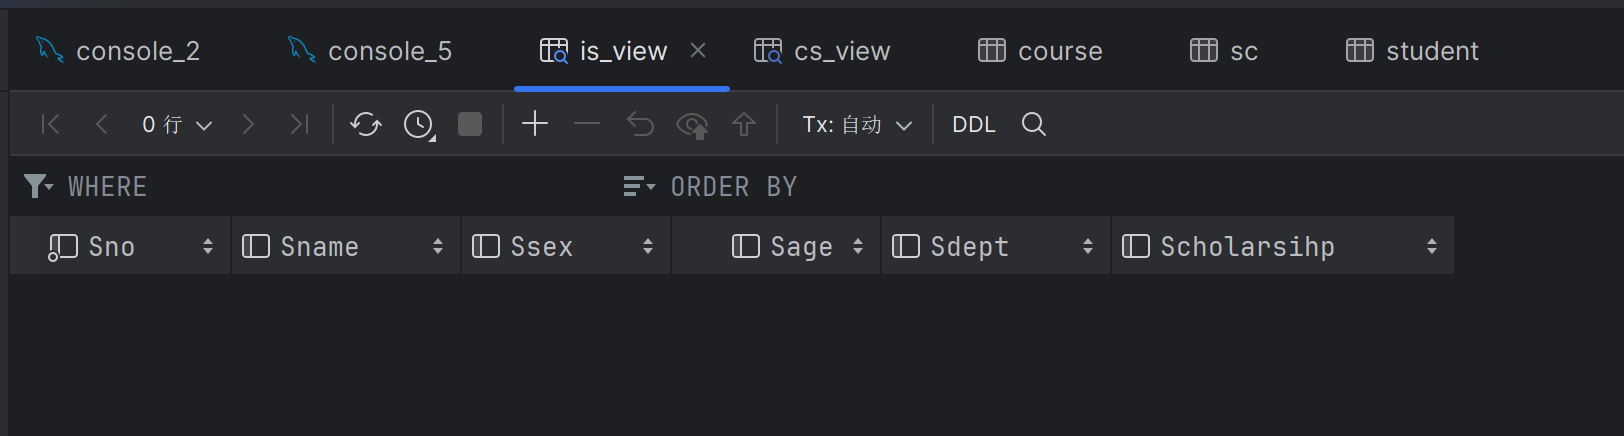 console_2 console_5 is_view cs_view course sc student
0 行 Tx: 自动 DDL
WHERE ORDER BY
Sno Sname Ssex Sage Sdept Scholarsihp